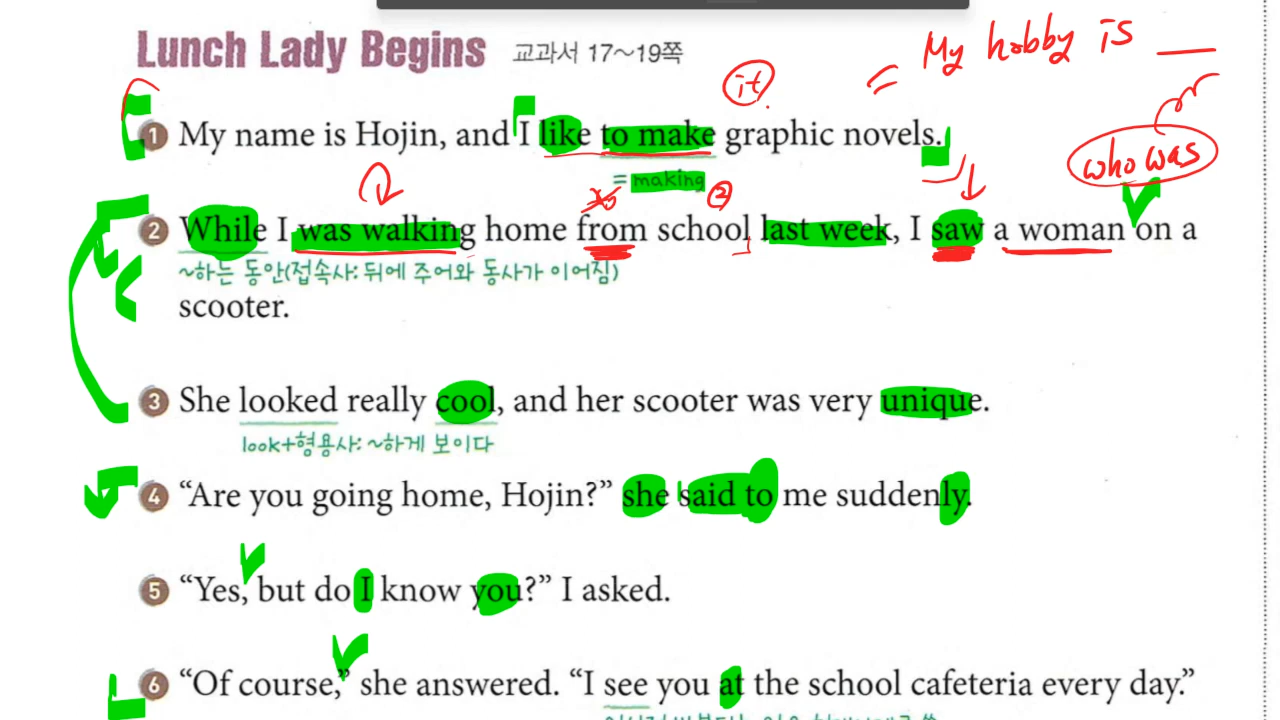 Lunch Lady Begins 교과서 17~19쪽
= My hobby is
it
1 My name is Hojin, and I like to make graphic novels.
= making
who was
②
2 While I was walking home from school last week, I saw a woman on a
~하는 동안(접속사: 뒤에 주어와 동사가 이어짐)
scooter.
3 She looked really cool, and her scooter was very unique.
look+형용사: ~하게 보이다
4 “Are you going home, Hojin?” she said to me suddenly.
5 “Yes, but do I know you?” I asked.
6 “Of course,” she answered. “I see you at the school cafeteria every day.”